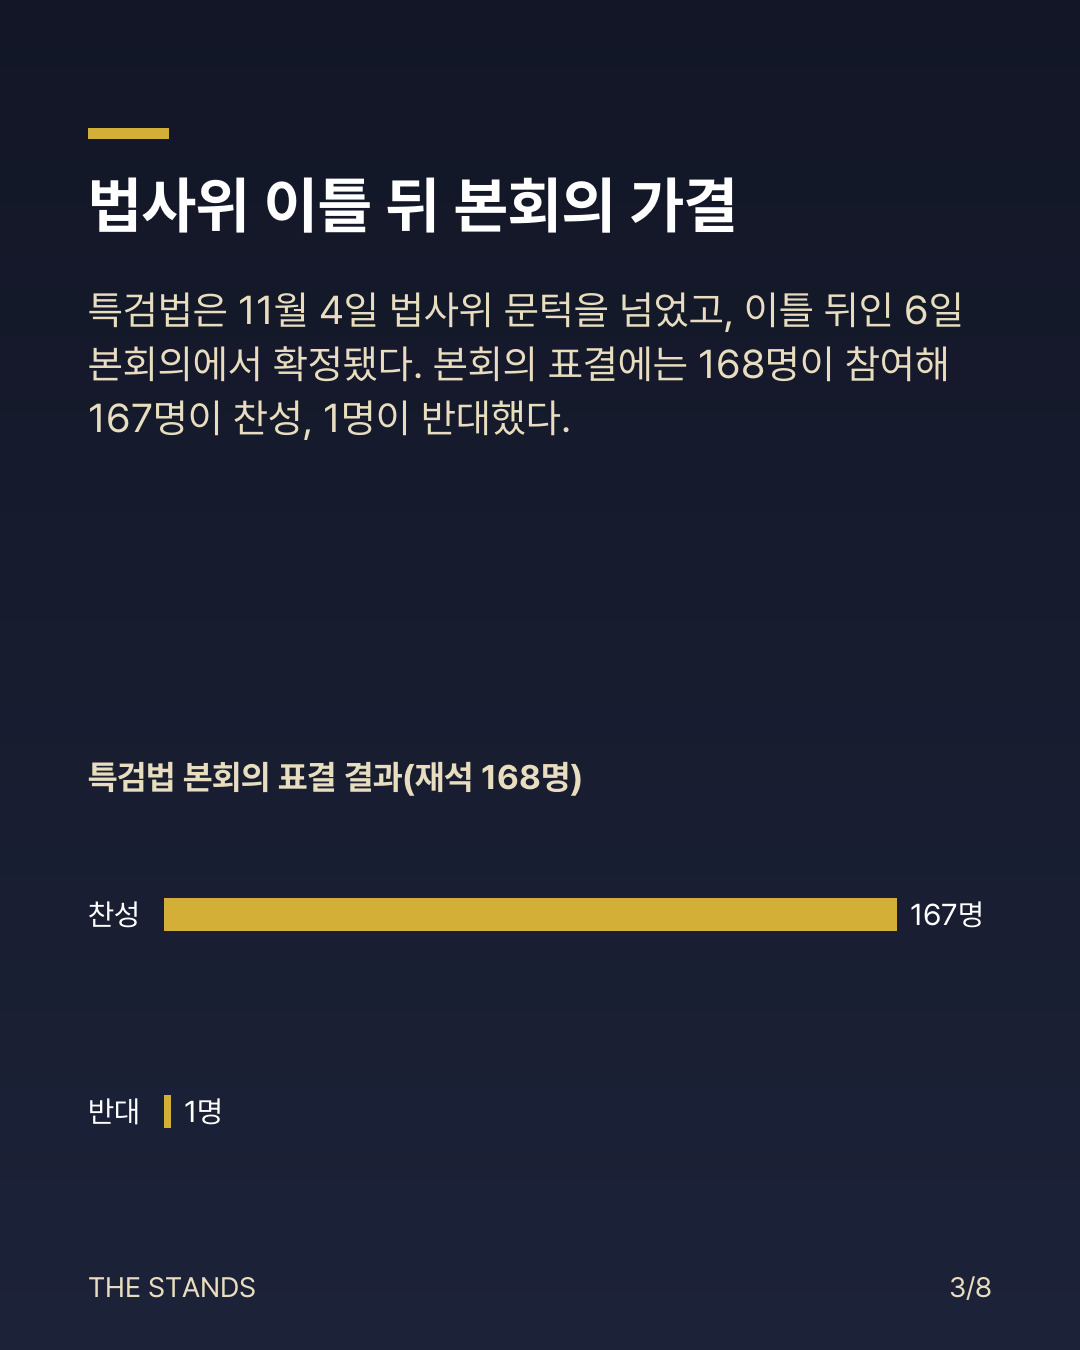 법사위 이틀 뒤 본회의 가결
특검법은 11월 4일 법사위 문턱을 넘었고, 이틀 뒤인 6일
본회의에서 확정됐다. 본회의 표결에는 168명이 참여해
167명이 찬성, 1명이 반대했다.
특검법 본회의 표결 결과(재석 168명)
찬성 167명
반대 1명
THE STANDS 3/8